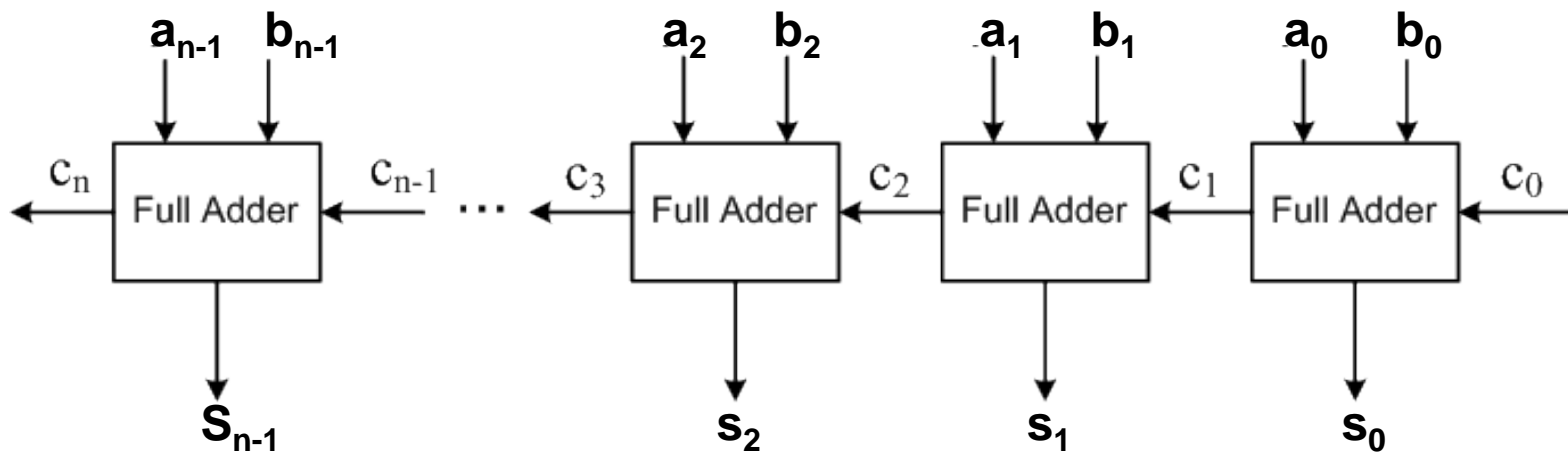 aₙ₋₁ bₙ₋₁ a₂ b₂ a₁ b₁ a₀ b₀
cₙ Full Adder cₙ₋₁ ... c₃ Full Adder c₂ Full Adder c₁ Full Adder c₀
Sₙ₋₁ s₂ s₁ s₀